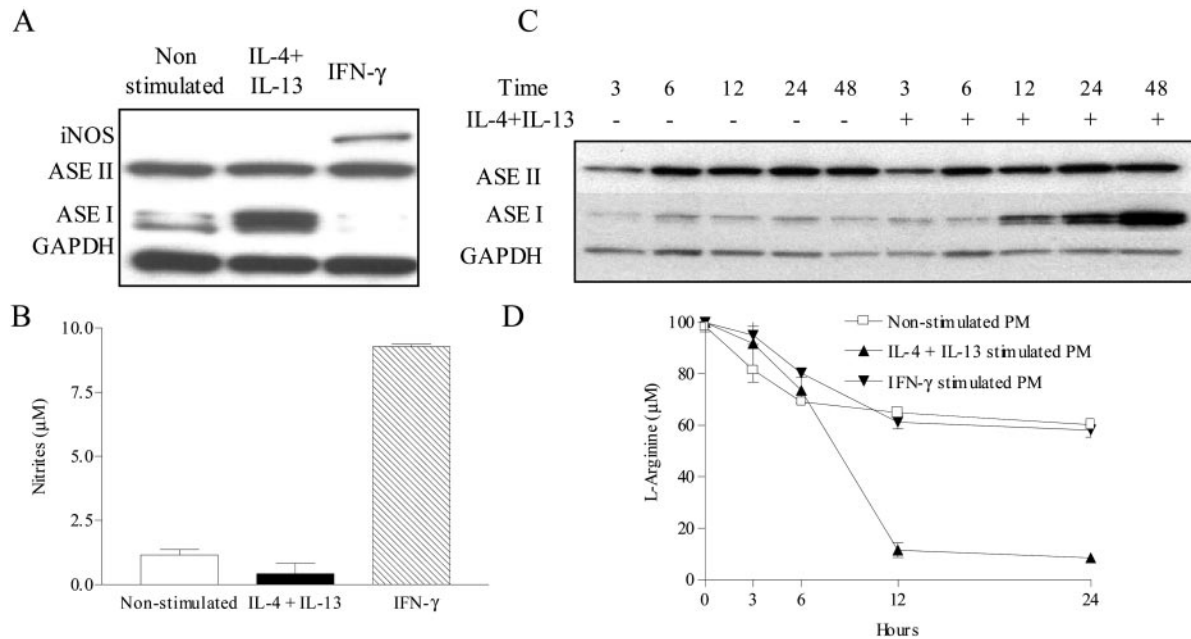 A
Non
stimulated
IL-4+
IL-13
IFN-γ
iNOS
ASE II
ASE I
GAPDH
B
10.0
7.5
5.0
2.5
0.0
Nitrites (µM)
Non-stimulated
IL-4 + IL-13
IFN-γ
C
Time 3 6 12 24 48 3 6 12 24 48
IL-4+IL-13 - - - - - + + + + +
ASE II
ASE I
GAPDH
D
Non-stimulated PM
IL-4 + IL-13 stimulated PM
IFN-γ stimulated PM
100
80
60
40
20
0
L-Arginine (µM)
0 3 6 12 24
Hours